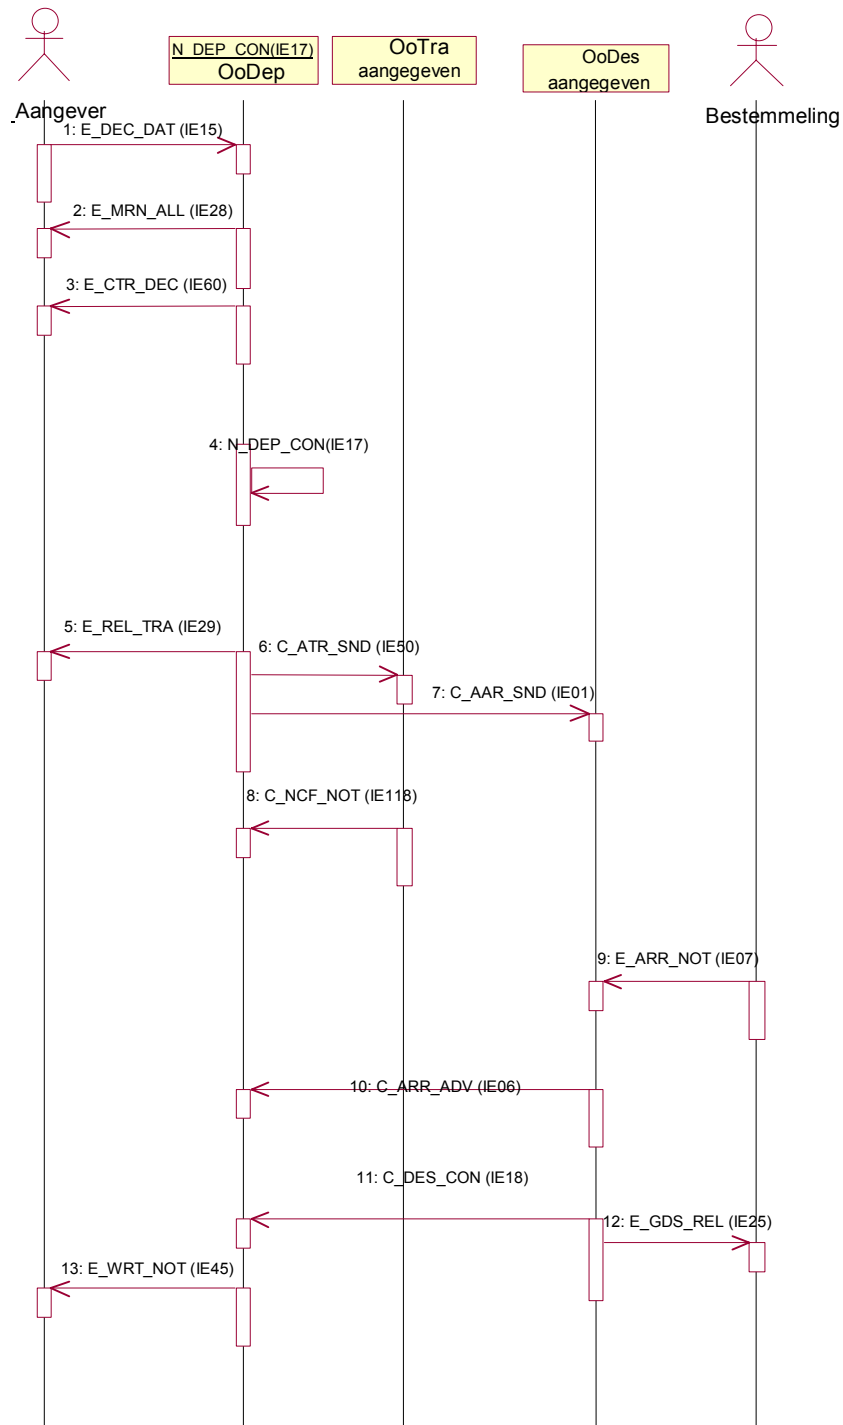 N_DEP_CON(IE17)
OoDep
OoTra
aangegeven
OoDes
aangegeven
_Aangever
Bestemmeling
1: E_DEC_DAT (IE15)
2: E_MRN_ALL (IE28)
3: E_CTR_DEC (IE60)
4: N_DEP_CON(IE17)
5: E_REL_TRA (IE29)
6: C_ATR_SND (IE50)
7: C_AAR_SND (IE01)
8: C_NCF_NOT (IE118)
9: E_ARR_NOT (IE07)
10: C_ARR_ADV (IE06)
11: C_DES_CON (IE18)
12: E_GDS_REL (IE25)
13: E_WRT_NOT (IE45)